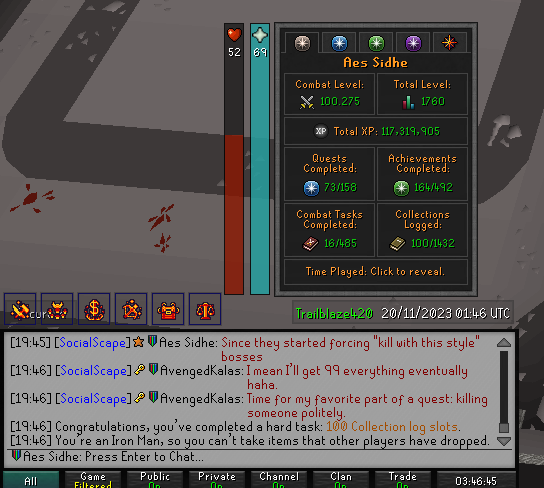 52
69
Aes Sidhe
Combat Level:
100.275
Total Level:
1760
XP Total XP: 117,319,905
Quests
Completed:
73/158
Achievements
Completed:
164/492
Combat Tasks
Completed:
16/485
Collections
Logged:
100/1432
Time Played: Click to reveal.
Trailblaze420 20/11/2023 01:46 UTC
[19:45] [SocialScape] Aes Sidhe: Since they started forcing "kill with this style"
bosses
[19:46] [SocialScape] AvengedKalas: I mean I'll get 99 everything eventually
haha.
[19:46] [SocialScape] AvengedKalas: Time for my favorite part of a quest: killing
someone politely.
[19:46] Congratulations, you've completed a hard task: 100 Collection log slots.
[19:46] You're an Iron Man, so you can't take items that other players have dropped.
Aes Sidhe: Press Enter to Chat...
All
Game
Filtered
Public
On
Private
On
Channel
On
Clan
On
Trade
On
03:46:45